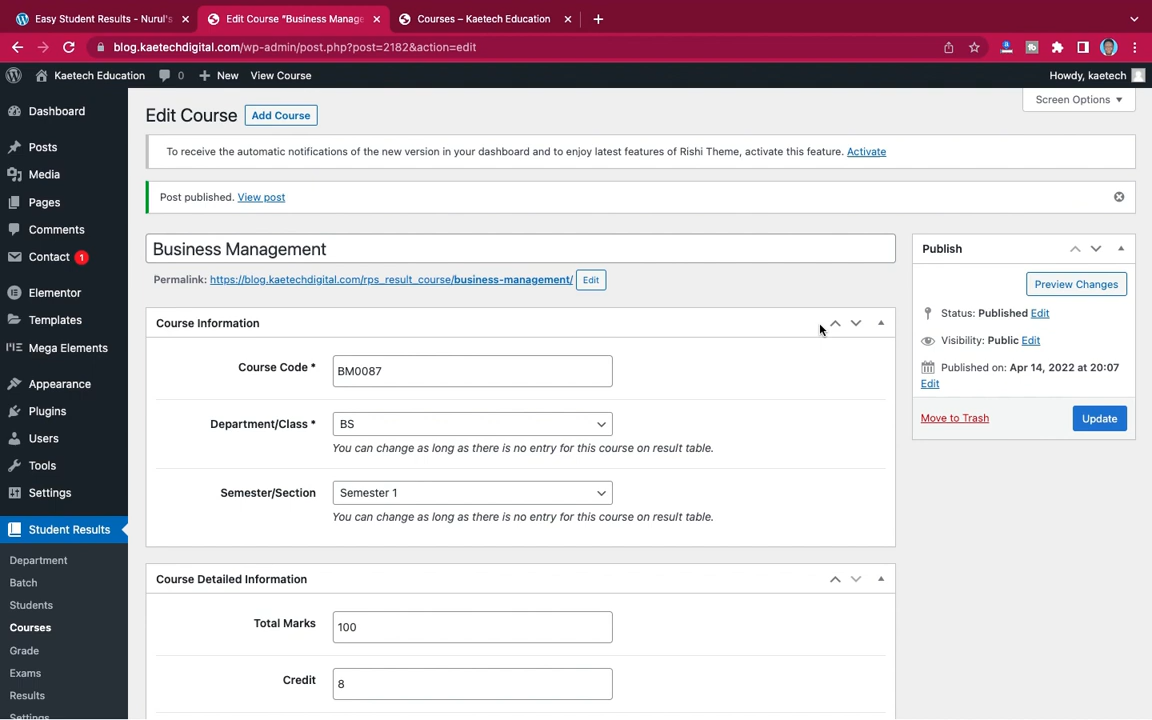 Easy Student Results - Nurul's
Edit Course "Business Manage
Courses – Kaetech Education
blog.kaetechdigital.com/wp-admin/post.php?post=2182&action=edit
Kaetech Education 0 New View Course Howdy, kaetech
Screen Options
Dashboard
Posts
Media
Pages
Comments
Contact 1
Elementor
Templates
Mega Elements
Appearance
Plugins
Users
Tools
Settings
Student Results
Department
Batch
Students
Courses
Grade
Exams
Results
Settings
Edit Course Add Course
To receive the automatic notifications of the new version in your dashboard and to enjoy latest features of Rishi Theme, activate this feature. Activate
Post published. View post
Business Management
Permalink: https://blog.kaetechdigital.com/rps_result_course/business-management/ Edit
Course Information
Course Code * BM0087
Department/Class * BS
You can change as long as there is no entry for this course on result table.
Semester/Section Semester 1
You can change as long as there is no entry for this course on result table.
Course Detailed Information
Total Marks 100
Credit 8
Publish
Preview Changes
Status: Published Edit
Visibility: Public Edit
Published on: Apr 14, 2022 at 20:07
Edit
Move to Trash Update